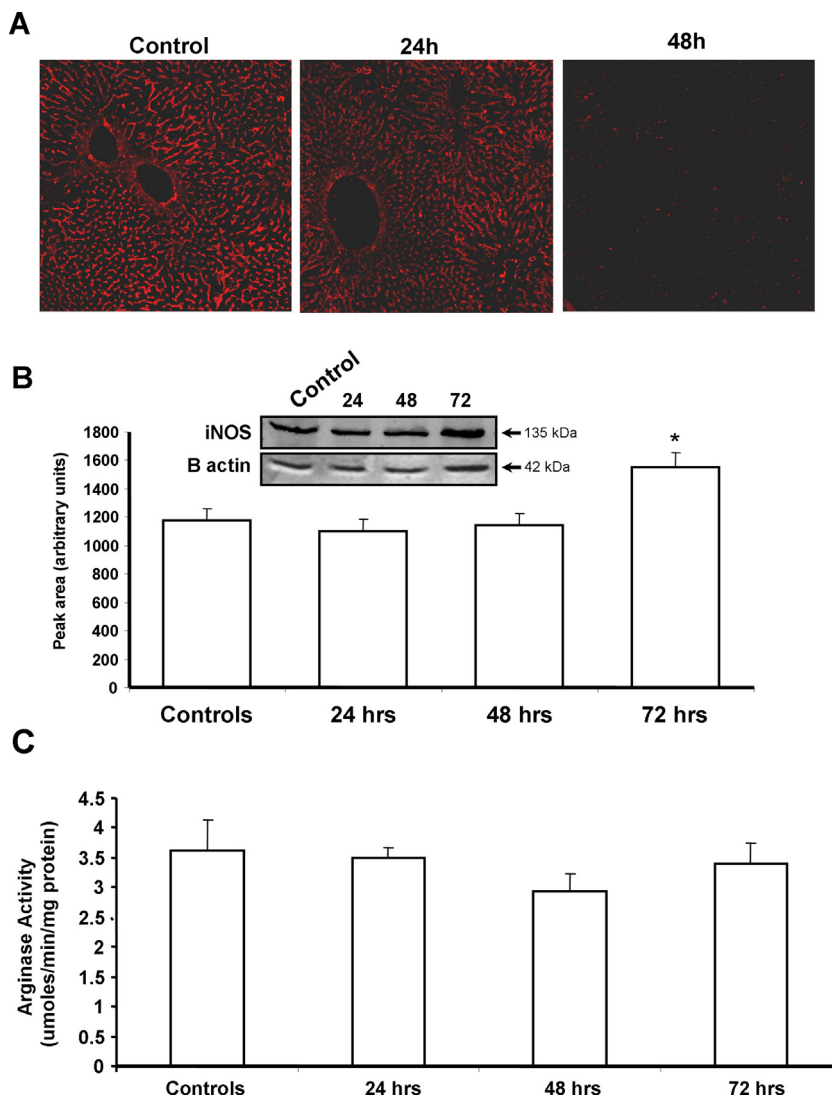 A
Control
24h
48h
B
Control
24
48
72
iNOS
135 kDa
B actin
42 kDa
*
Peak area (arbitrary units)
1800
1600
1400
1200
1000
800
600
400
200
0
Controls
24 hrs
48 hrs
72 hrs
C
Arginase Activity
(umoles/min/mg protein)
4.5
4
3.5
3
2.5
2
1.5
1
0.5
0
Controls
24 hrs
48 hrs
72 hrs